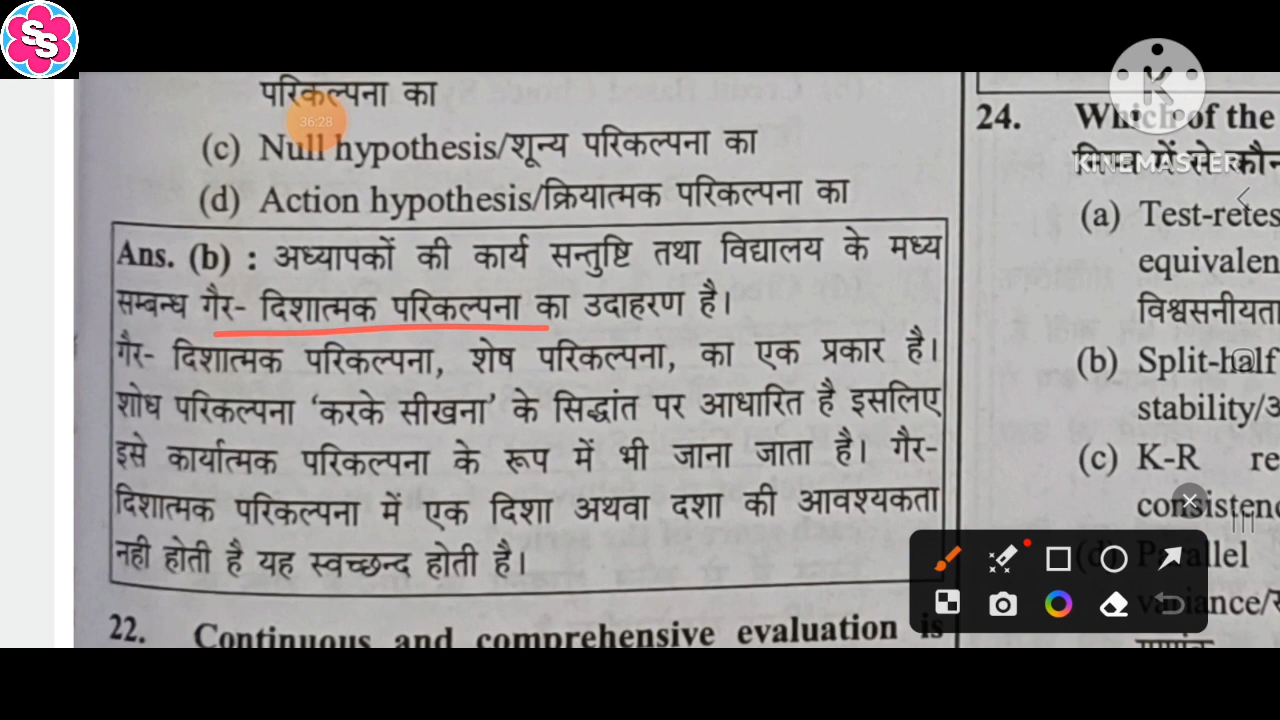 SS
परिकल्पना का
36:28
(c) Null hypothesis/शून्य परिकल्पना का
(d) Action hypothesis/क्रियात्मक परिकल्पना का
Ans. (b) : अध्यापकों की कार्य सन्तुष्टि तथा विद्यालय के मध्य
सम्बन्ध गैर- दिशात्मक परिकल्पना का उदाहरण है।
गैर- दिशात्मक परिकल्पना, शेष परिकल्पना, का एक प्रकार है।
शोध परिकल्पना ‘करके सीखना’ के सिद्धांत पर आधारित है इसलिए
इसे कार्यात्मक परिकल्पना के रूप में भी जाना जाता है। गैर-
दिशात्मक परिकल्पना में एक दिशा अथवा दशा की आवश्यकता
नही होती है यह स्वच्छन्द होती है।
22. Continuous and comprehensive evaluation is
K
KINEMASTER
24. Which of the
में से कौन
(a) Test-retes
equivalen
विश्वसनीयता
(b) Split-half
stability/
(c) K-R re
consistenc
(d) Parallel
variance/